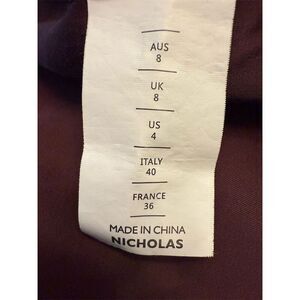 AUS
8
UK
8
US
4
ITALY
40
FRANCE
36
MADE IN CHINA
NICHOLAS